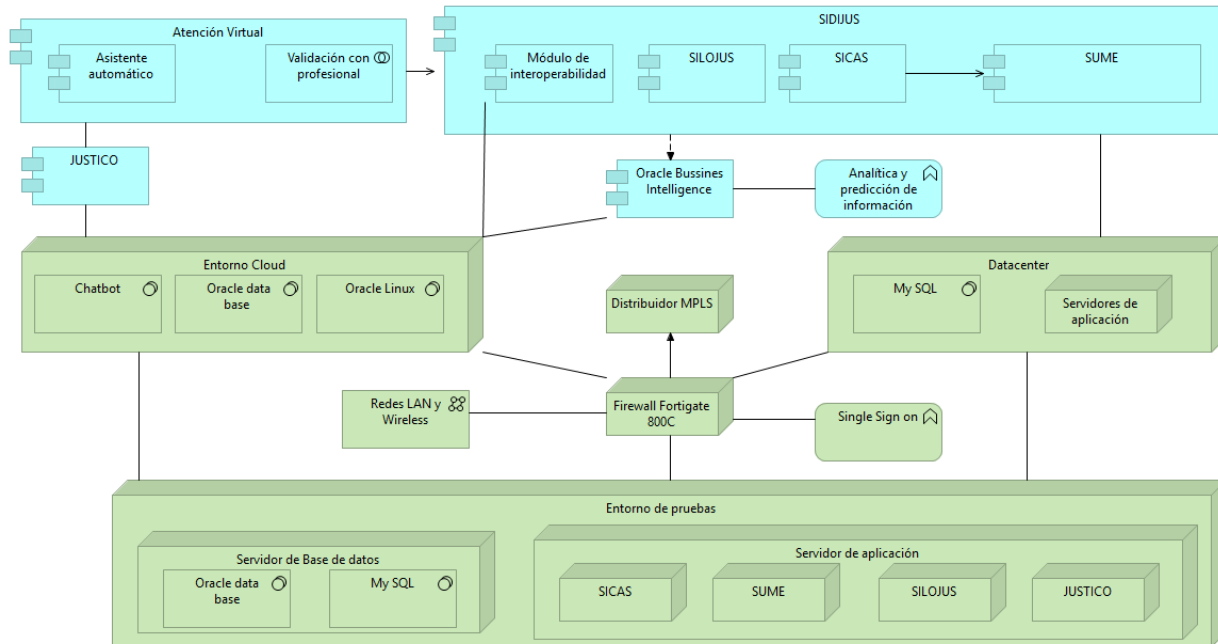 Atención Virtual
SIDIJUS
Asistente
automático
Validación con
profesional
Módulo de
interoperabilidad
SILOJUS
SICAS
SUME
JUSTICO
Oracle Bussines
Intelligence
Analítica y
predicción de
información
Entorno Cloud
Chatbot
Oracle data
base
Oracle Linux
Distribuidor MPLS
Datacenter
My SQL
Servidores de
aplicación
Redes LAN y
Wireless
Firewall Fortigate
800C
Single Sign on
Entorno de pruebas
Servidor de Base de datos
Oracle data
base
My SQL
Servidor de aplicación
SICAS
SUME
SILOJUS
JUSTICO